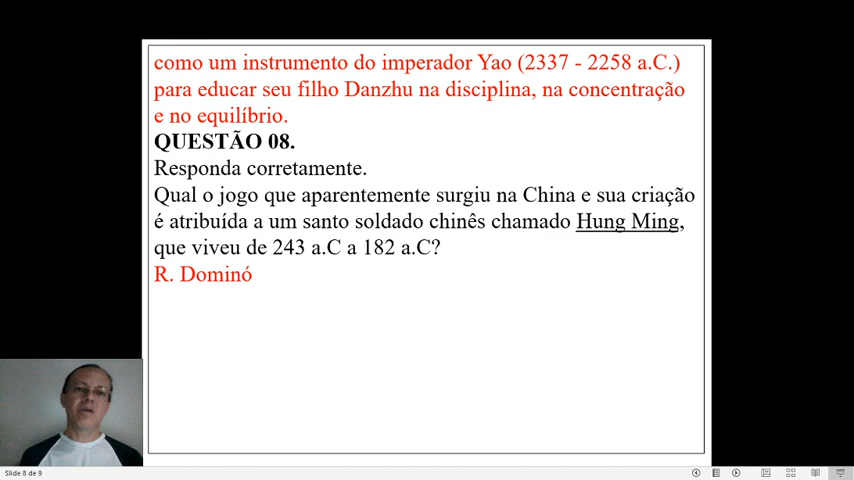 como um instrumento do imperador Yao (2337 - 2258 a.C.)
para educar seu filho Danzhu na disciplina, na concentração
e no equilíbrio.
QUESTÃO 08.
Responda corretamente.
Qual o jogo que aparentemente surgiu na China e sua criação
é atribuída a um santo soldado chinês chamado Hung Ming,
que viveu de 243 a.C a 182 a.C?
R. Dominó
Slide 8 de 9